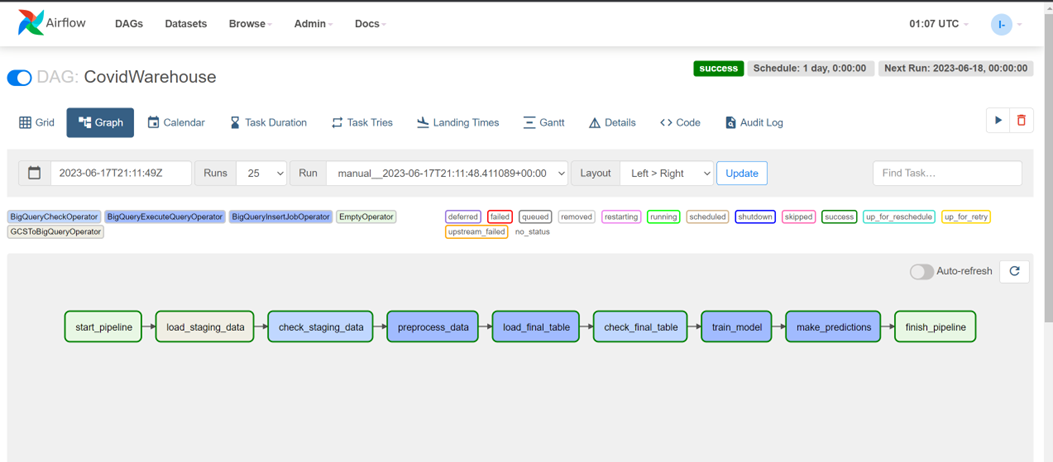 Airflow DAGs Datasets Browse Admin Docs 01:07 UTC I-
DAG: CovidWarehouse success Schedule: 1 day, 0:00:00 Next Run: 2023-06-18, 00:00:00
Grid Graph Calendar Task Duration Task Tries Landing Times Gantt Details Code Audit Log
2023-06-17T21:11:49Z Runs 25 Run manual__2023-06-17T21:11:48.411089+00:00 Layout Left > Right Update Find Task...
BigQueryCheckOperator BigQueryExecuteQueryOperator BigQueryInsertJobOperator EmptyOperator deferred failed queued removed restarting running scheduled shutdown skipped success up_for_reschedule up_for_retry
GCSToBigQueryOperator upstream_failed no_status
Auto-refresh
start_pipeline load_staging_data check_staging_data preprocess_data load_final_table check_final_table train_model make_predictions finish_pipeline